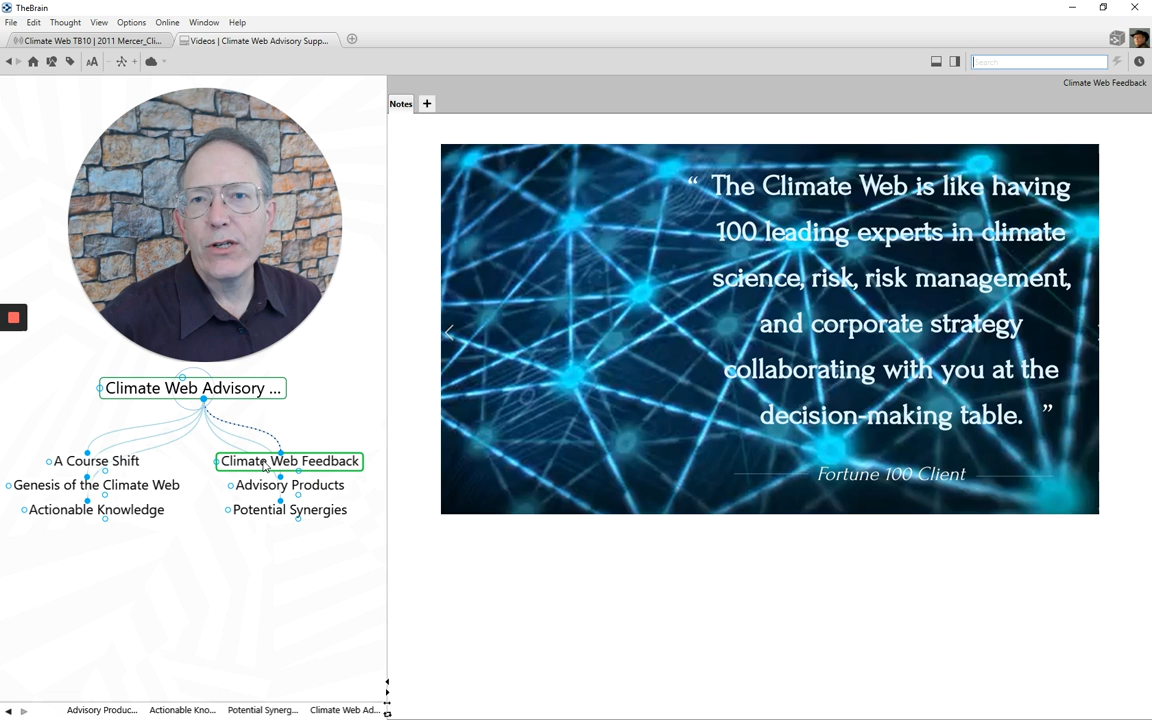 TheBrain
File Edit Thought View Options Online Window Help
Climate Web TB10 | 2011 Mercer_Cli...
Videos | Climate Web Advisory Supp...
AA
Search
Climate Web Feedback
Notes
“ The Climate Web is like having
100 leading experts in climate
science, risk, risk management,
and corporate strategy
collaborating with you at the
decision-making table. ”
Fortune 100 Client
Climate Web Advisory ...
A Course Shift
Climate Web Feedback
Genesis of the Climate Web
Advisory Products
Actionable Knowledge
Potential Synergies
Advisory Produc... Actionable Kno... Potential Synerg... Climate Web Ad...